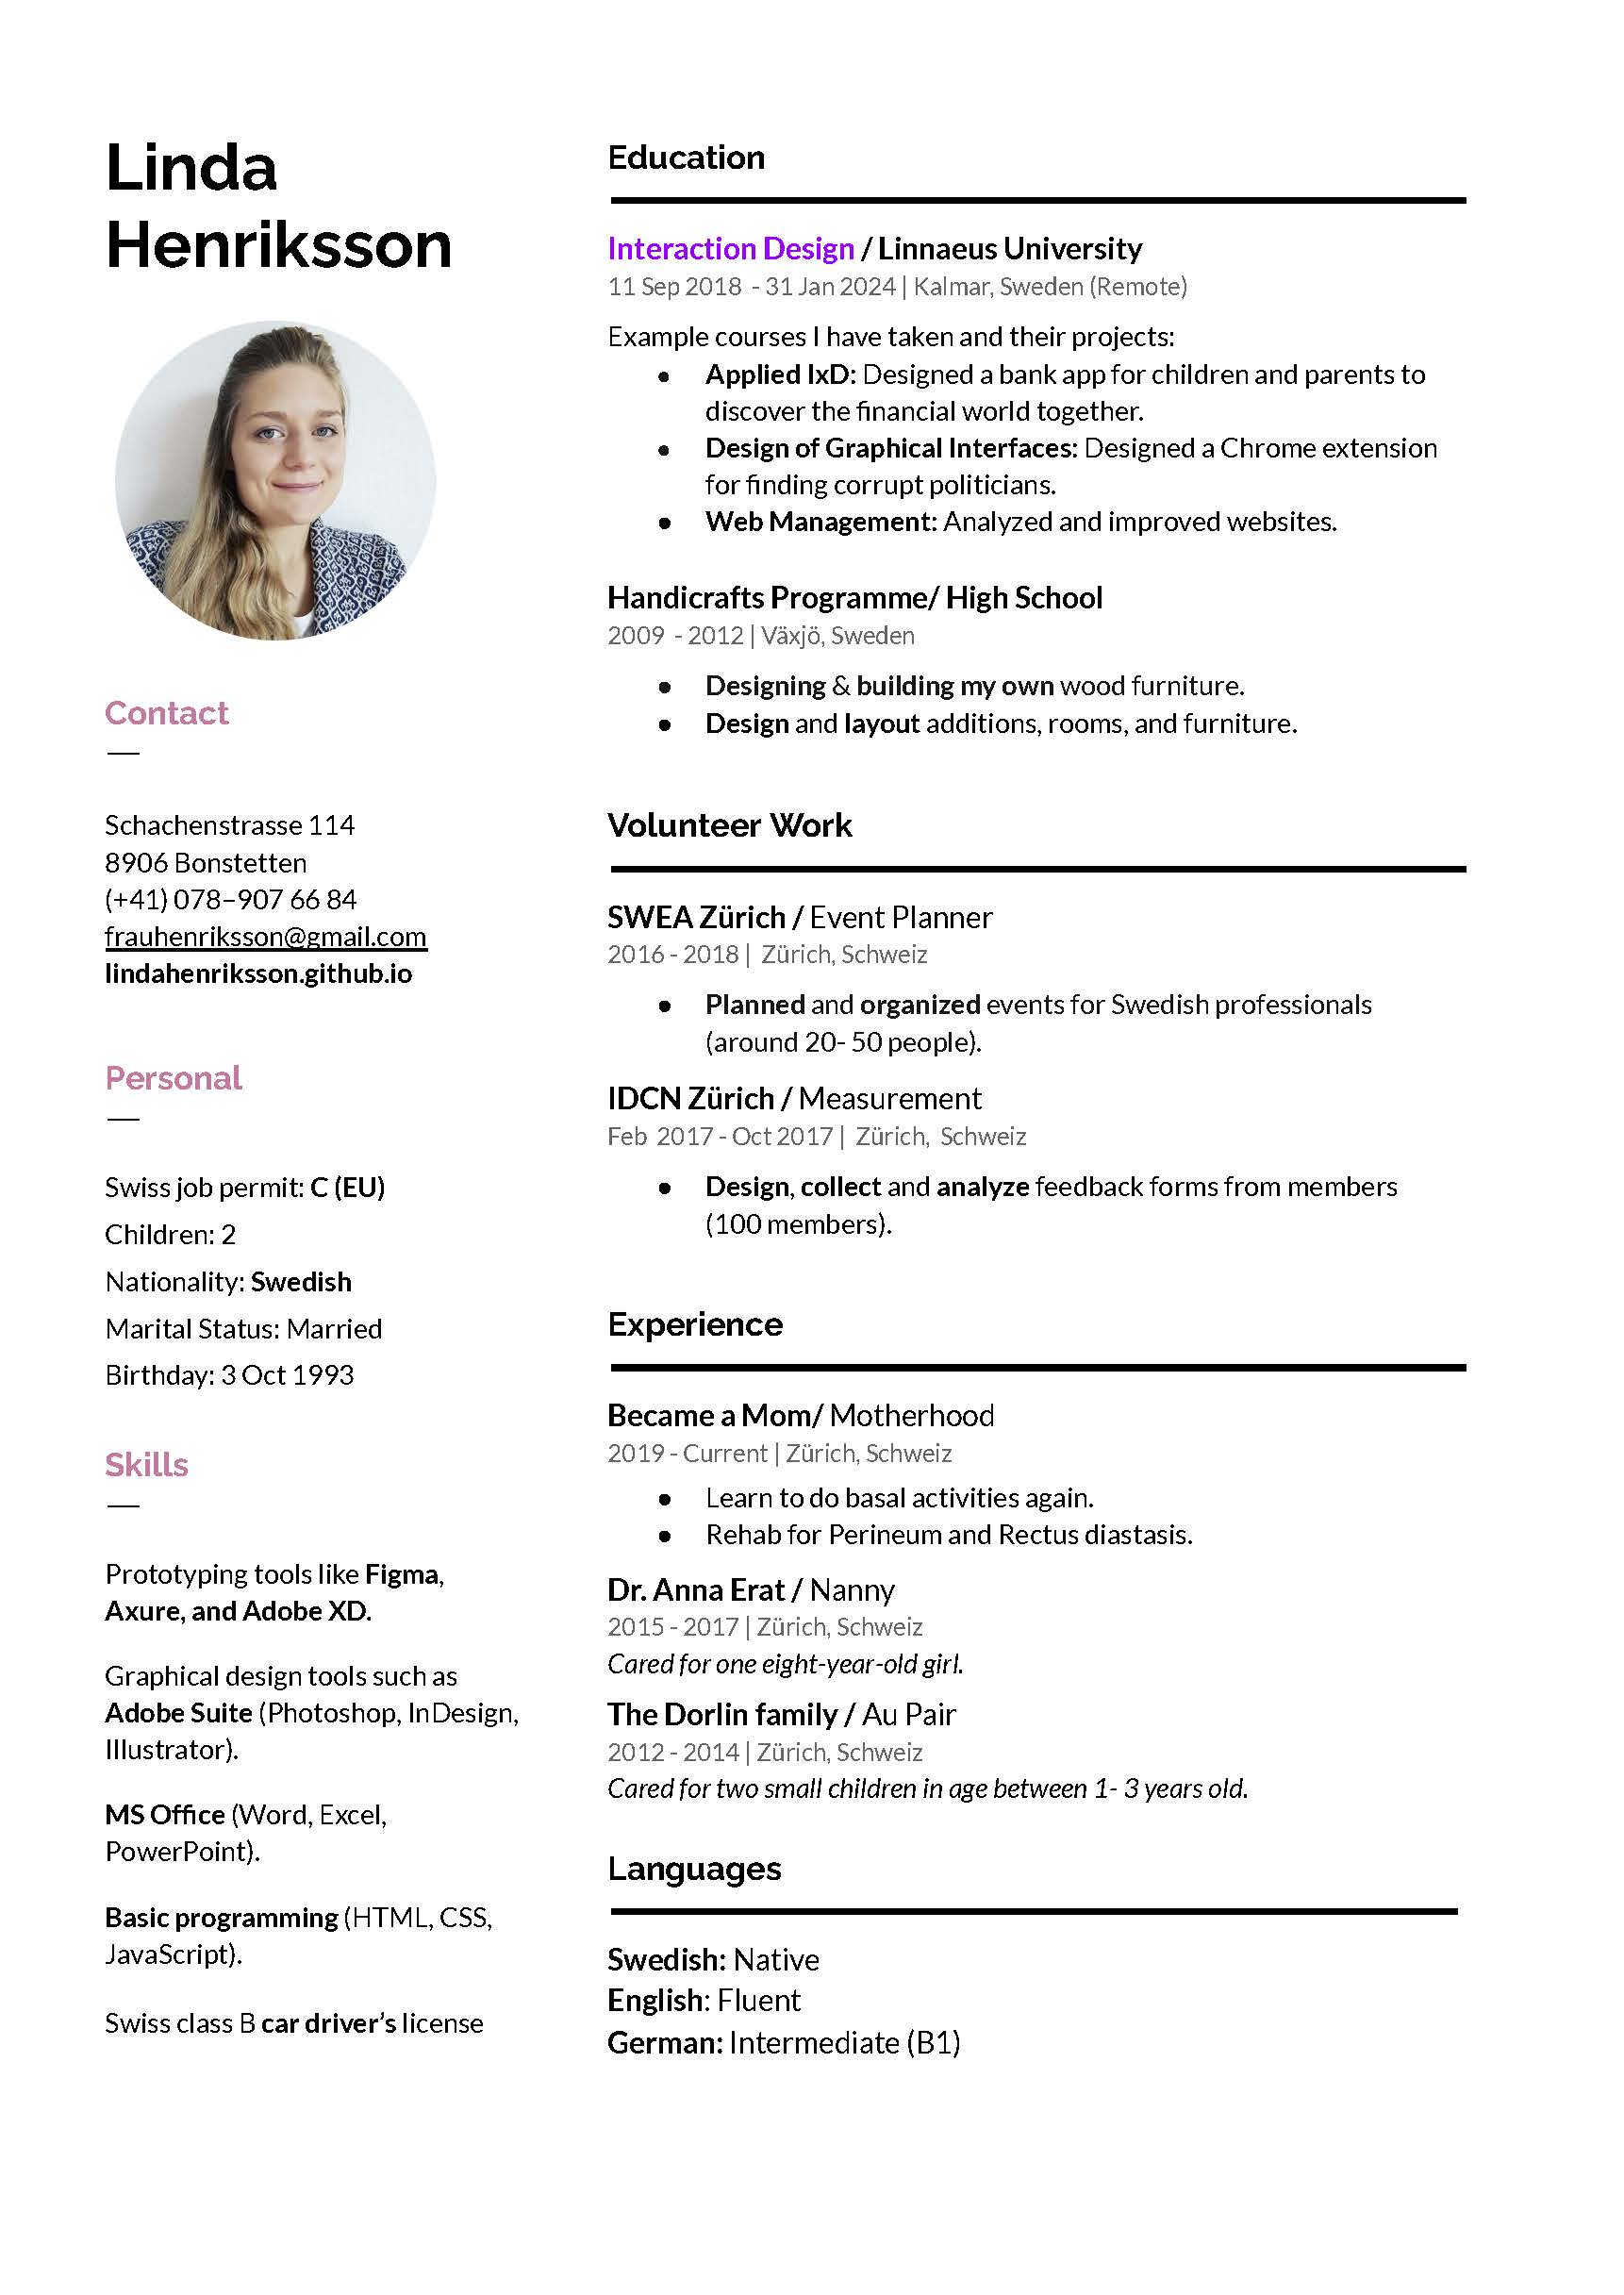 Linda
Henriksson
Contact
—
Schachenstrasse 114
8906 Bonstetten
(+41) 078–907 66 84
frauhenriksson@gmail.com
lindahenriksson.github.io
Personal
—
Swiss job permit: C (EU)
Children: 2
Nationality: Swedish
Marital Status: Married
Birthday: 3 Oct 1993
Skills
—
Prototyping tools like Figma,
Axure, and Adobe XD.
Graphical design tools such as
Adobe Suite (Photoshop, InDesign,
Illustrator).
MS Office (Word, Excel,
PowerPoint).
Basic programming (HTML, CSS,
JavaScript).
Swiss class B car driver’s license
Education
Interaction Design / Linnaeus University
11 Sep 2018 - 31 Jan 2024 | Kalmar, Sweden (Remote)
Example courses I have taken and their projects:
● Applied IxD: Designed a bank app for children and parents to
discover the financial world together.
● Design of Graphical Interfaces: Designed a Chrome extension
for finding corrupt politicians.
● Web Management: Analyzed and improved websites.
Handicrafts Programme/ High School
2009 - 2012 | Växjö, Sweden
● Designing & building my own wood furniture.
● Design and layout additions, rooms, and furniture.
Volunteer Work
SWEA Zürich / Event Planner
2016 - 2018 | Zürich, Schweiz
● Planned and organized events for Swedish professionals
(around 20- 50 people).
IDCN Zürich / Measurement
Feb 2017 - Oct 2017 | Zürich, Schweiz
● Design, collect and analyze feedback forms from members
(100 members).
Experience
Became a Mom/ Motherhood
2019 - Current | Zürich, Schweiz
● Learn to do basal activities again.
● Rehab for Perineum and Rectus diastasis.
Dr. Anna Erat / Nanny
2015 - 2017 | Zürich, Schweiz
Cared for one eight-year-old girl.
The Dorlin family / Au Pair
2012 - 2014 | Zürich, Schweiz
Cared for two small children in age between 1- 3 years old.
Languages
Swedish: Native
English: Fluent
German: Intermediate (B1)